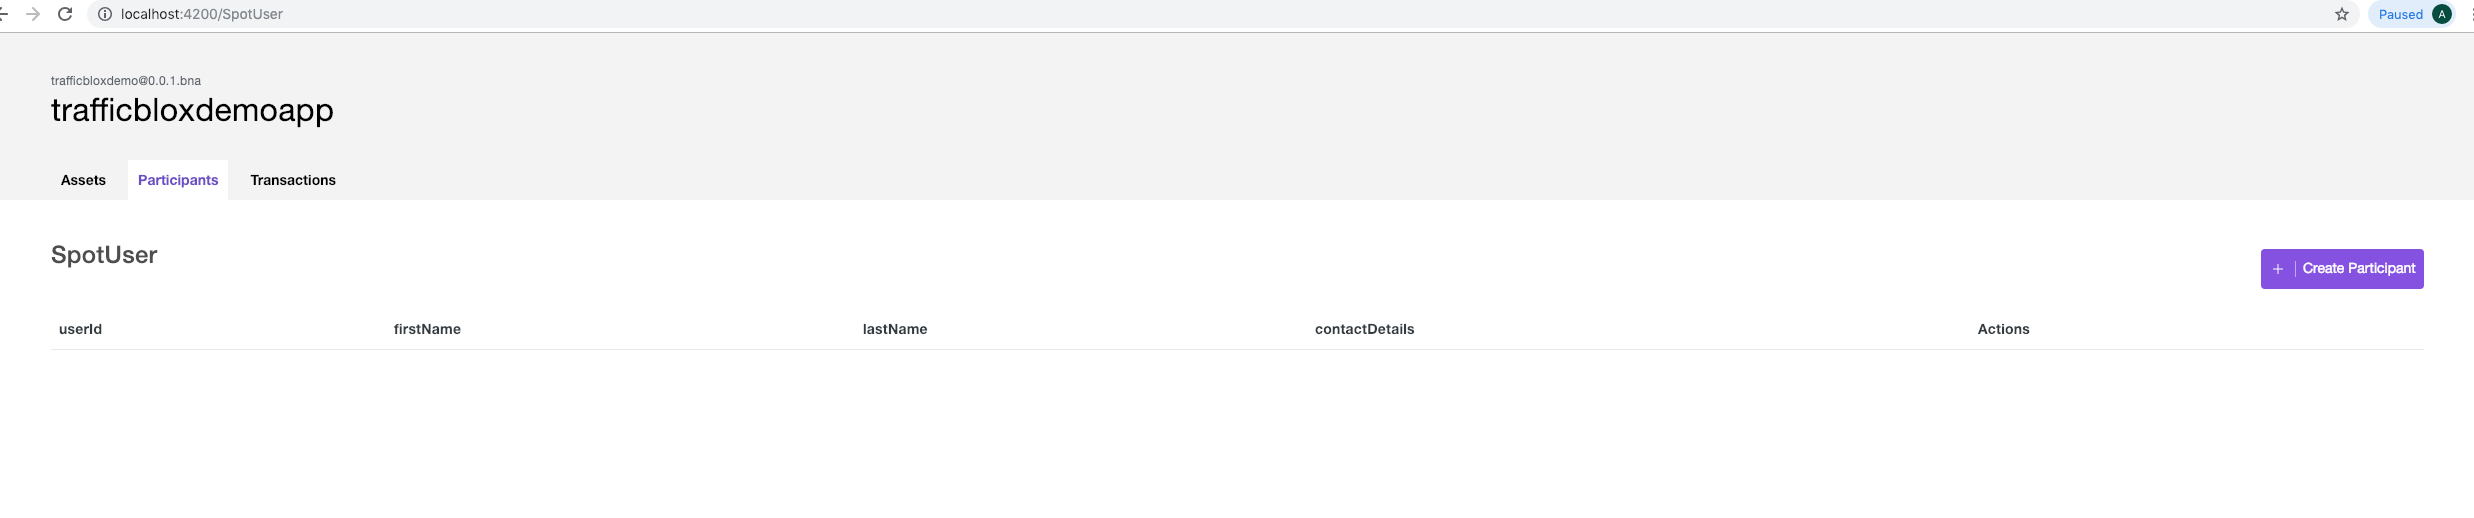 localhost:4200/SpotUser
Paused A
trafficbloxdemo@0.0.1.bna
trafficbloxdemoapp
Assets Participants Transactions
SpotUser
+ | Create Participant
userId firstName lastName contactDetails Actions